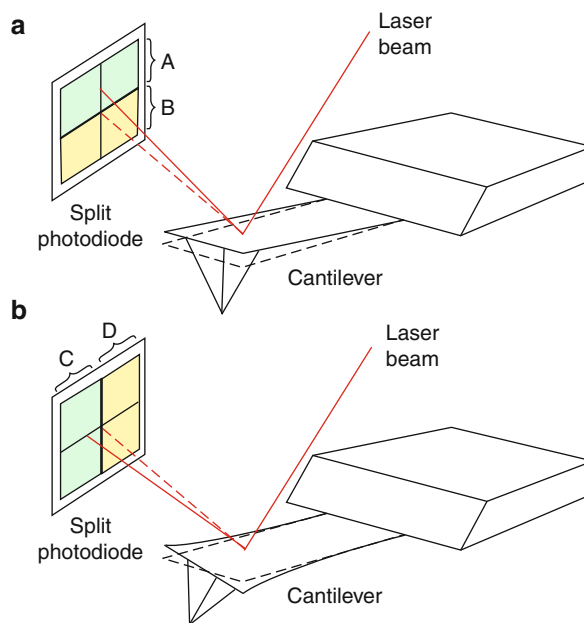 a
Laser
beam
A
B
Split
photodiode
Cantilever
b
D
C
Laser
beam
Split
photodiode
Cantilever